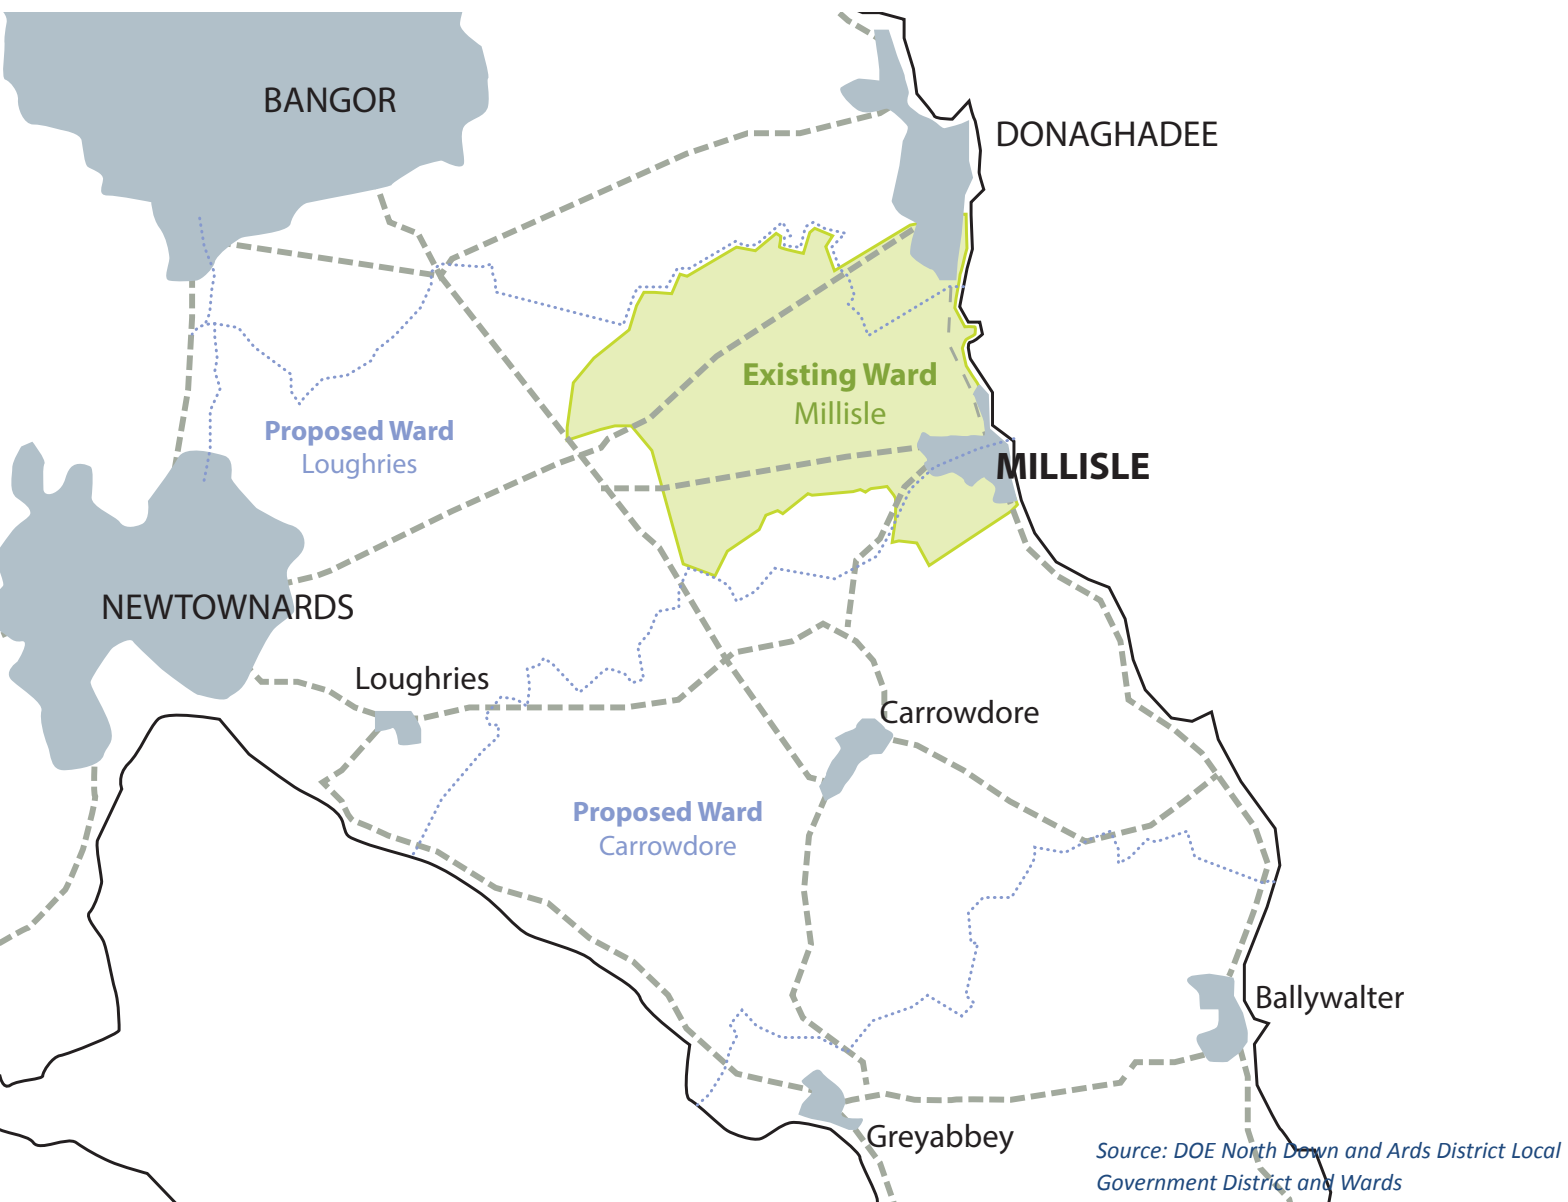 BANGOR
DONAGHADEE
Existing Ward
Millisle
Proposed Ward
Loughries
MILLISLE
NEWTOWNARDS
Loughries
Carrowdore
Proposed Ward
Carrowdore
Ballywalter
Greyabbey
Source: DOE North Down and Ards District Local
Government District and Wards